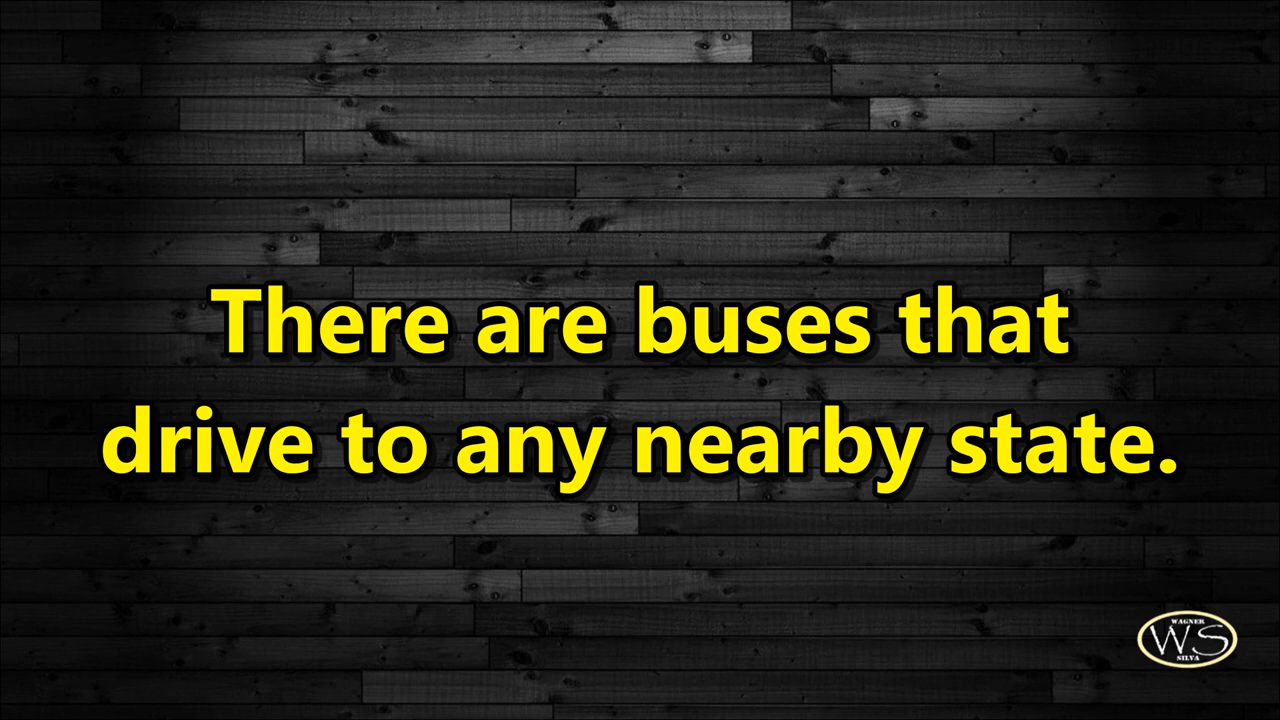 There are buses that
drive to any nearby state.
WAGNER
WS
SILVA